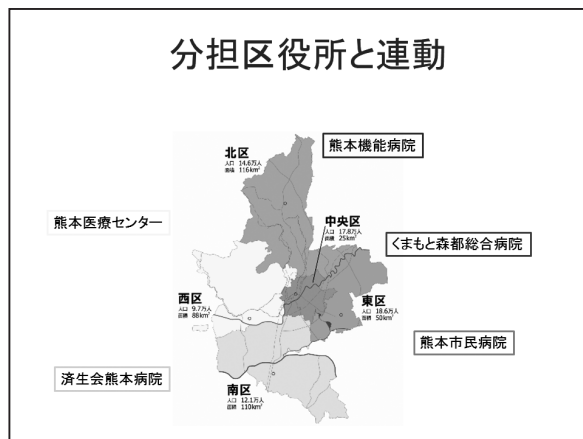 分担区役所と連動
熊本機能病院
北区
人口 14.6万人
面積 116km²
熊本医療センター
中央区
人口 17.8万人
面積 25km²
くまもと森都総合病院
西区
人口 9.7万人
面積 88km²
東区
人口 18.6万人
面積 50km²
熊本市民病院
済生会熊本病院
南区
人口 12.1万人
面積 110km²